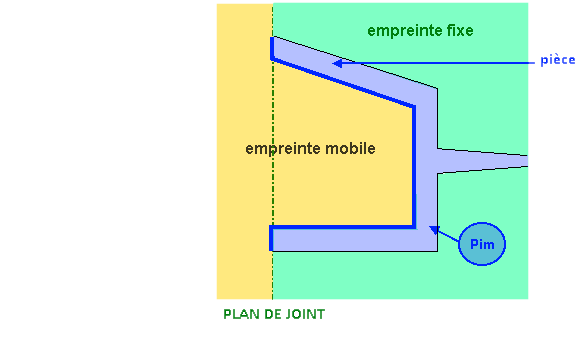 empreinte fixe
pièce
empreinte mobile
Pim
PLAN DE JOINT